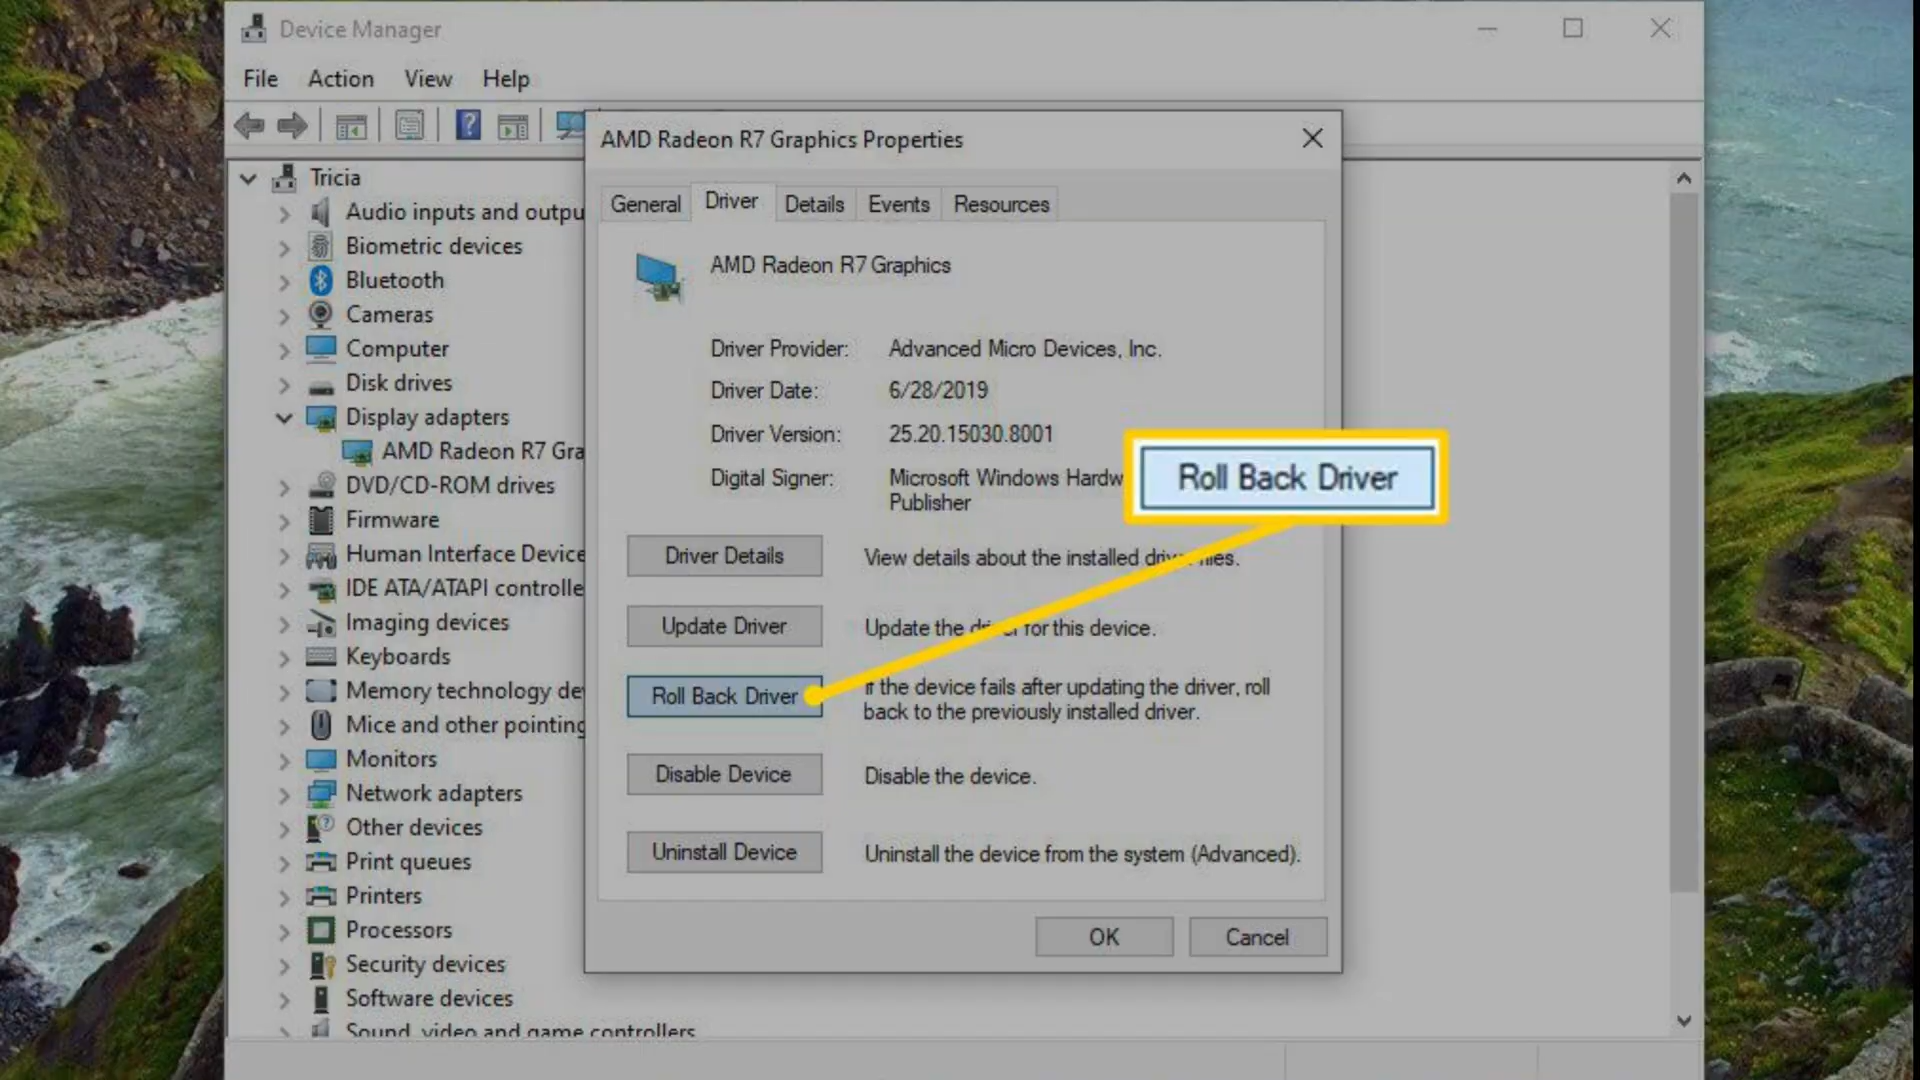 Device Manager
File Action View Help
AMD Radeon R7 Graphics Properties
Tricia
Audio inputs and outpu
Biometric devices
Bluetooth
Cameras
Computer
Disk drives
Display adapters
AMD Radeon R7 Gra
DVD/CD-ROM drives
Firmware
Human Interface Device
IDE ATA/ATAPI controlle
Imaging devices
Keyboards
Memory technology de
Mice and other pointing
Monitors
Network adapters
Other devices
Print queues
Printers
Processors
Security devices
Software devices
Sound, video and game controllers
General Driver Details Events Resources
AMD Radeon R7 Graphics
Driver Provider: Advanced Micro Devices, Inc.
Driver Date: 6/28/2019
Driver Version: 25.20.15030.8001
Digital Signer: Microsoft Windows Hardw
Publisher
Roll Back Driver
Driver Details View details about the installed driver files.
Update Driver Update the driver for this device.
Roll Back Driver If the device fails after updating the driver, roll
back to the previously installed driver.
Disable Device Disable the device.
Uninstall Device Uninstall the device from the system (Advanced).
OK Cancel